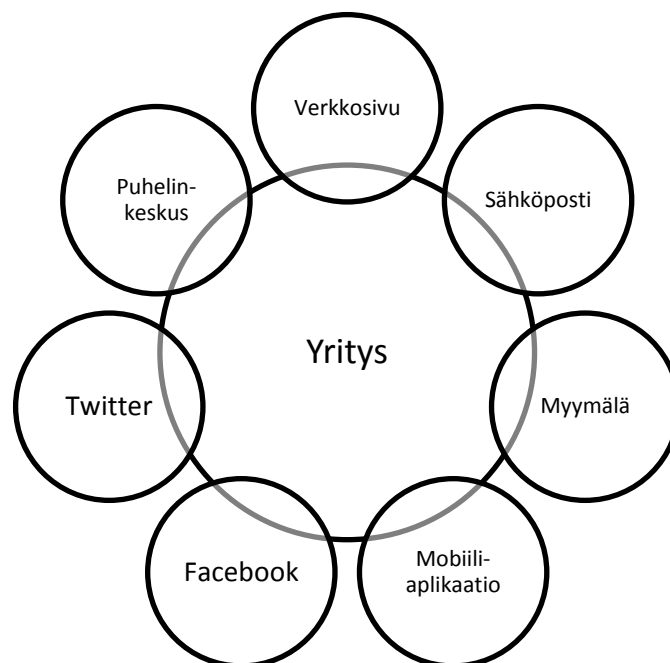 Verkkosivu
Puhelin-
keskus
Sähköposti
Yritys
Twitter
Myymälä
Facebook
Mobiili-
aplikaatio